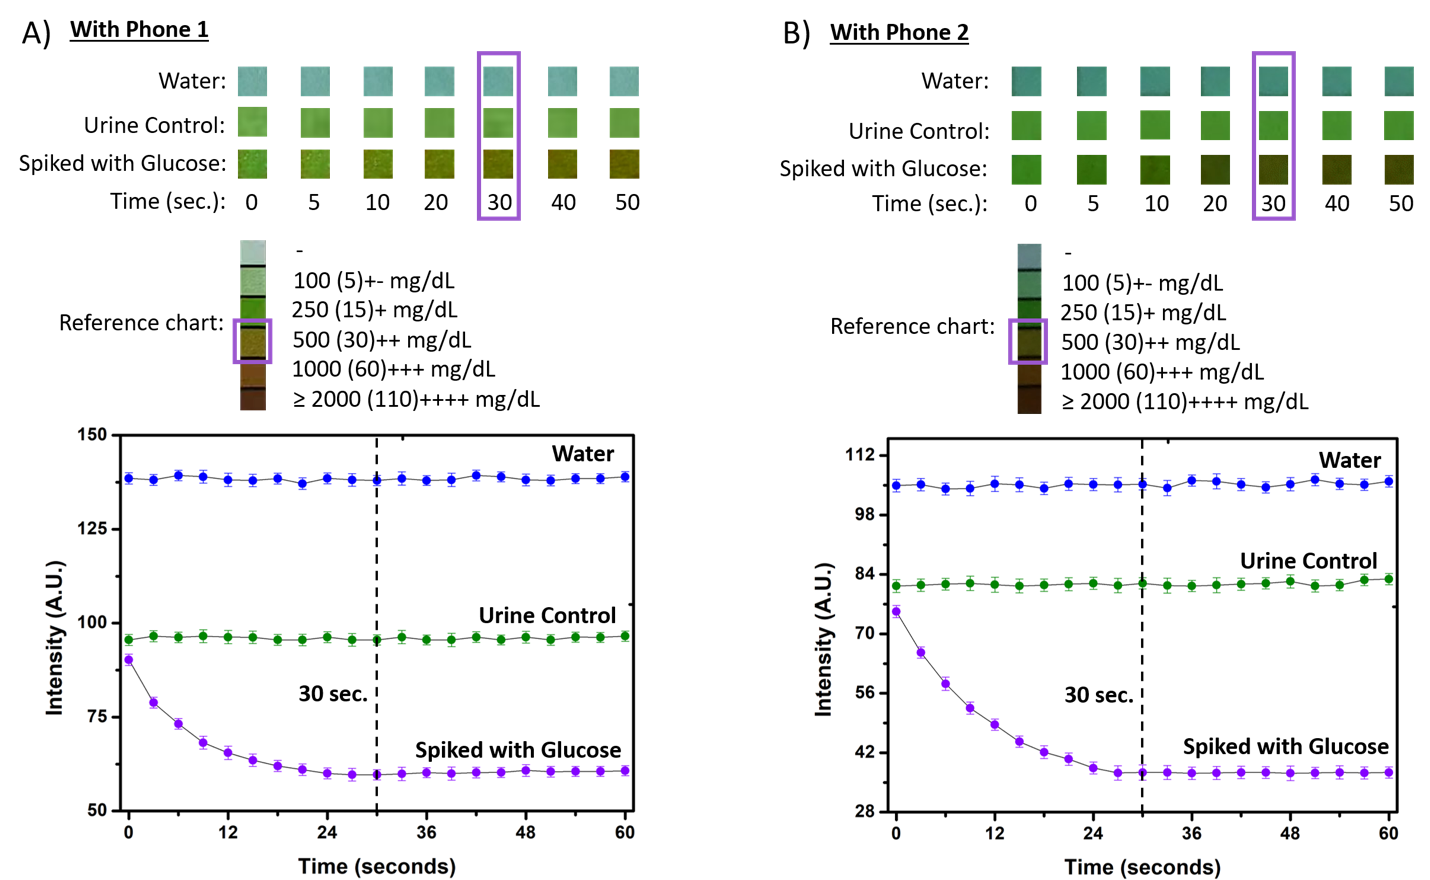 A) With Phone 1
Water:
Urine Control:
Spiked with Glucose:
Time (sec.): 0 5 10 20 30 40 50
Reference chart:
-
100 (5)+- mg/dL
250 (15)+ mg/dL
500 (30)++ mg/dL
1000 (60)+++ mg/dL
≥ 2000 (110)++++ mg/dL
Intensity (A.U.)
150
125
100
75
50
Water
Urine Control
30 sec.
Spiked with Glucose
0 12 24 36 48 60
Time (seconds)
B) With Phone 2
Water:
Urine Control:
Spiked with Glucose:
Time (sec.): 0 5 10 20 30 40 50
Reference chart:
-
100 (5)+- mg/dL
250 (15)+ mg/dL
500 (30)++ mg/dL
1000 (60)+++ mg/dL
≥ 2000 (110)++++ mg/dL
Intensity (A.U.)
112
98
84
70
56
42
28
Water
Urine Control
30 sec.
Spiked with Glucose
0 12 24 36 48 60
Time (seconds)